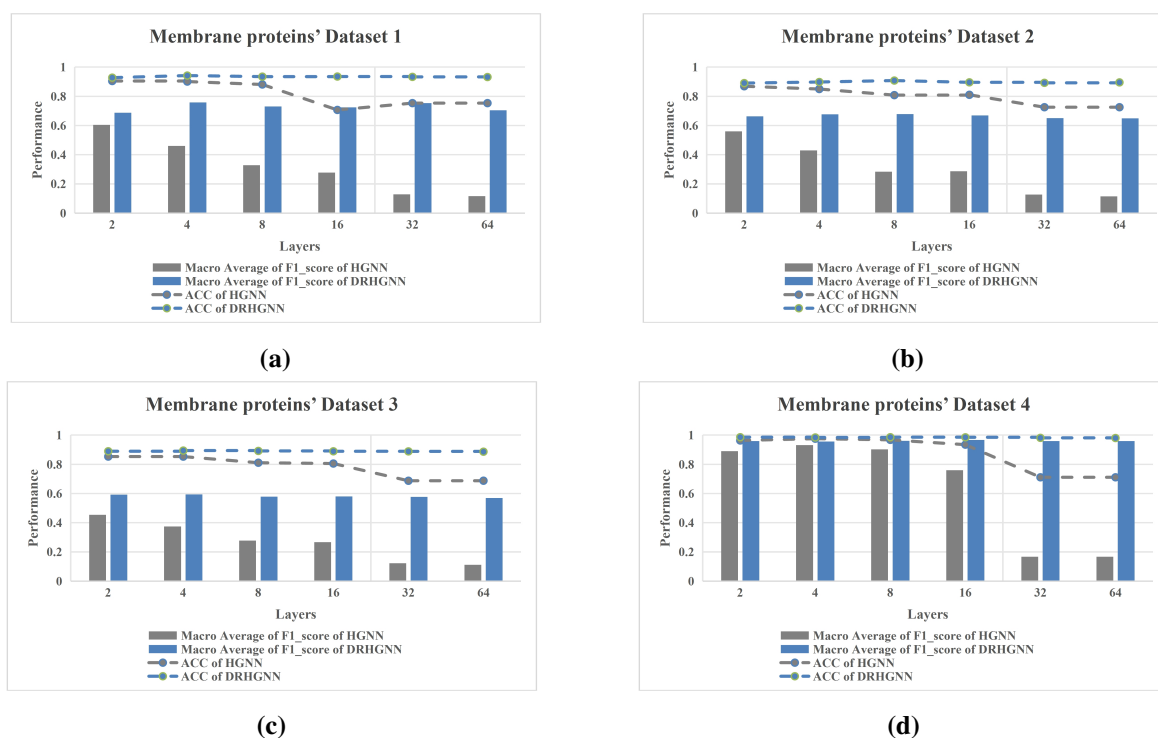 Membrane proteins’ Dataset 1
Performance
1
0.8
0.6
0.4
0.2
0
2 4 8 16 32 64
Layers
Macro Average of F1_score of HGNN
Macro Average of F1_score of DRHGNN
ACC of HGNN
ACC of DRHGNN
(a)
Membrane proteins’ Dataset 2
Performance
1
0.8
0.6
0.4
0.2
0
2 4 8 16 32 64
Layers
Macro Average of F1_score of HGNN
Macro Average of F1_score of DRHGNN
ACC of HGNN
ACC of DRHGNN
(b)
Membrane proteins’ Dataset 3
Performance
1
0.8
0.6
0.4
0.2
0
2 4 8 16 32 64
Layers
Macro Average of F1_score of HGNN
Macro Average of F1_score of DRHGNN
ACC of HGNN
ACC of DRHGNN
(c)
Membrane proteins’ Dataset 4
Performance
1
0.8
0.6
0.4
0.2
0
2 4 8 16 32 64
Layers
Macro Average of F1_score of HGNN
Macro Average of F1_score of DRHGNN
ACC of HGNN
ACC of DRHGNN
(d)